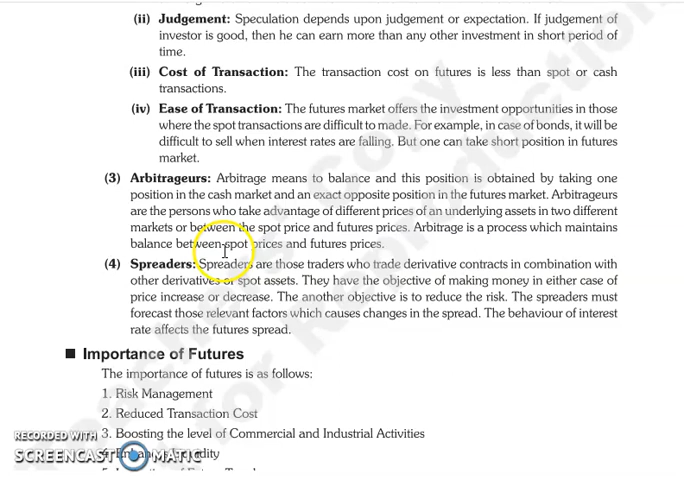 (ii) Judgement: Speculation depends upon judgement or expectation. If judgement of
investor is good, then he can earn more than any other investment in short period of
time.
(iii) Cost of Transaction: The transaction cost on futures is less than spot or cash
transactions.
(iv) Ease of Transaction: The futures market offers the investment opportunities in those
where the spot transactions are difficult to made. For example, in case of bonds, it will be
difficult to sell when interest rates are falling. But one can take short position in futures
market.
(3) Arbitrageurs: Arbitrage means to balance and this position is obtained by taking one
position in the cash market and an exact opposite position in the futures market. Arbitrageurs
are the persons who take advantage of different prices of an underlying assets in two different
markets or between the spot price and futures prices. Arbitrage is a process which maintains
balance between spot prices and futures prices.
(4) Spreaders: Spreaders are those traders who trade derivative contracts in combination with
other derivatives or spot assets. They have the objective of making money in either case of
price increase or decrease. The another objective is to reduce the risk. The spreaders must
forecast those relevant factors which causes changes in the spread. The behaviour of interest
rate affects the futures spread.
Importance of Futures
The importance of futures is as follows:
1. Risk Management
2. Reduced Transaction Cost
3. Boosting the level of Commercial and Industrial Activities
RECORDED WITH
SCREENCAST MATIC